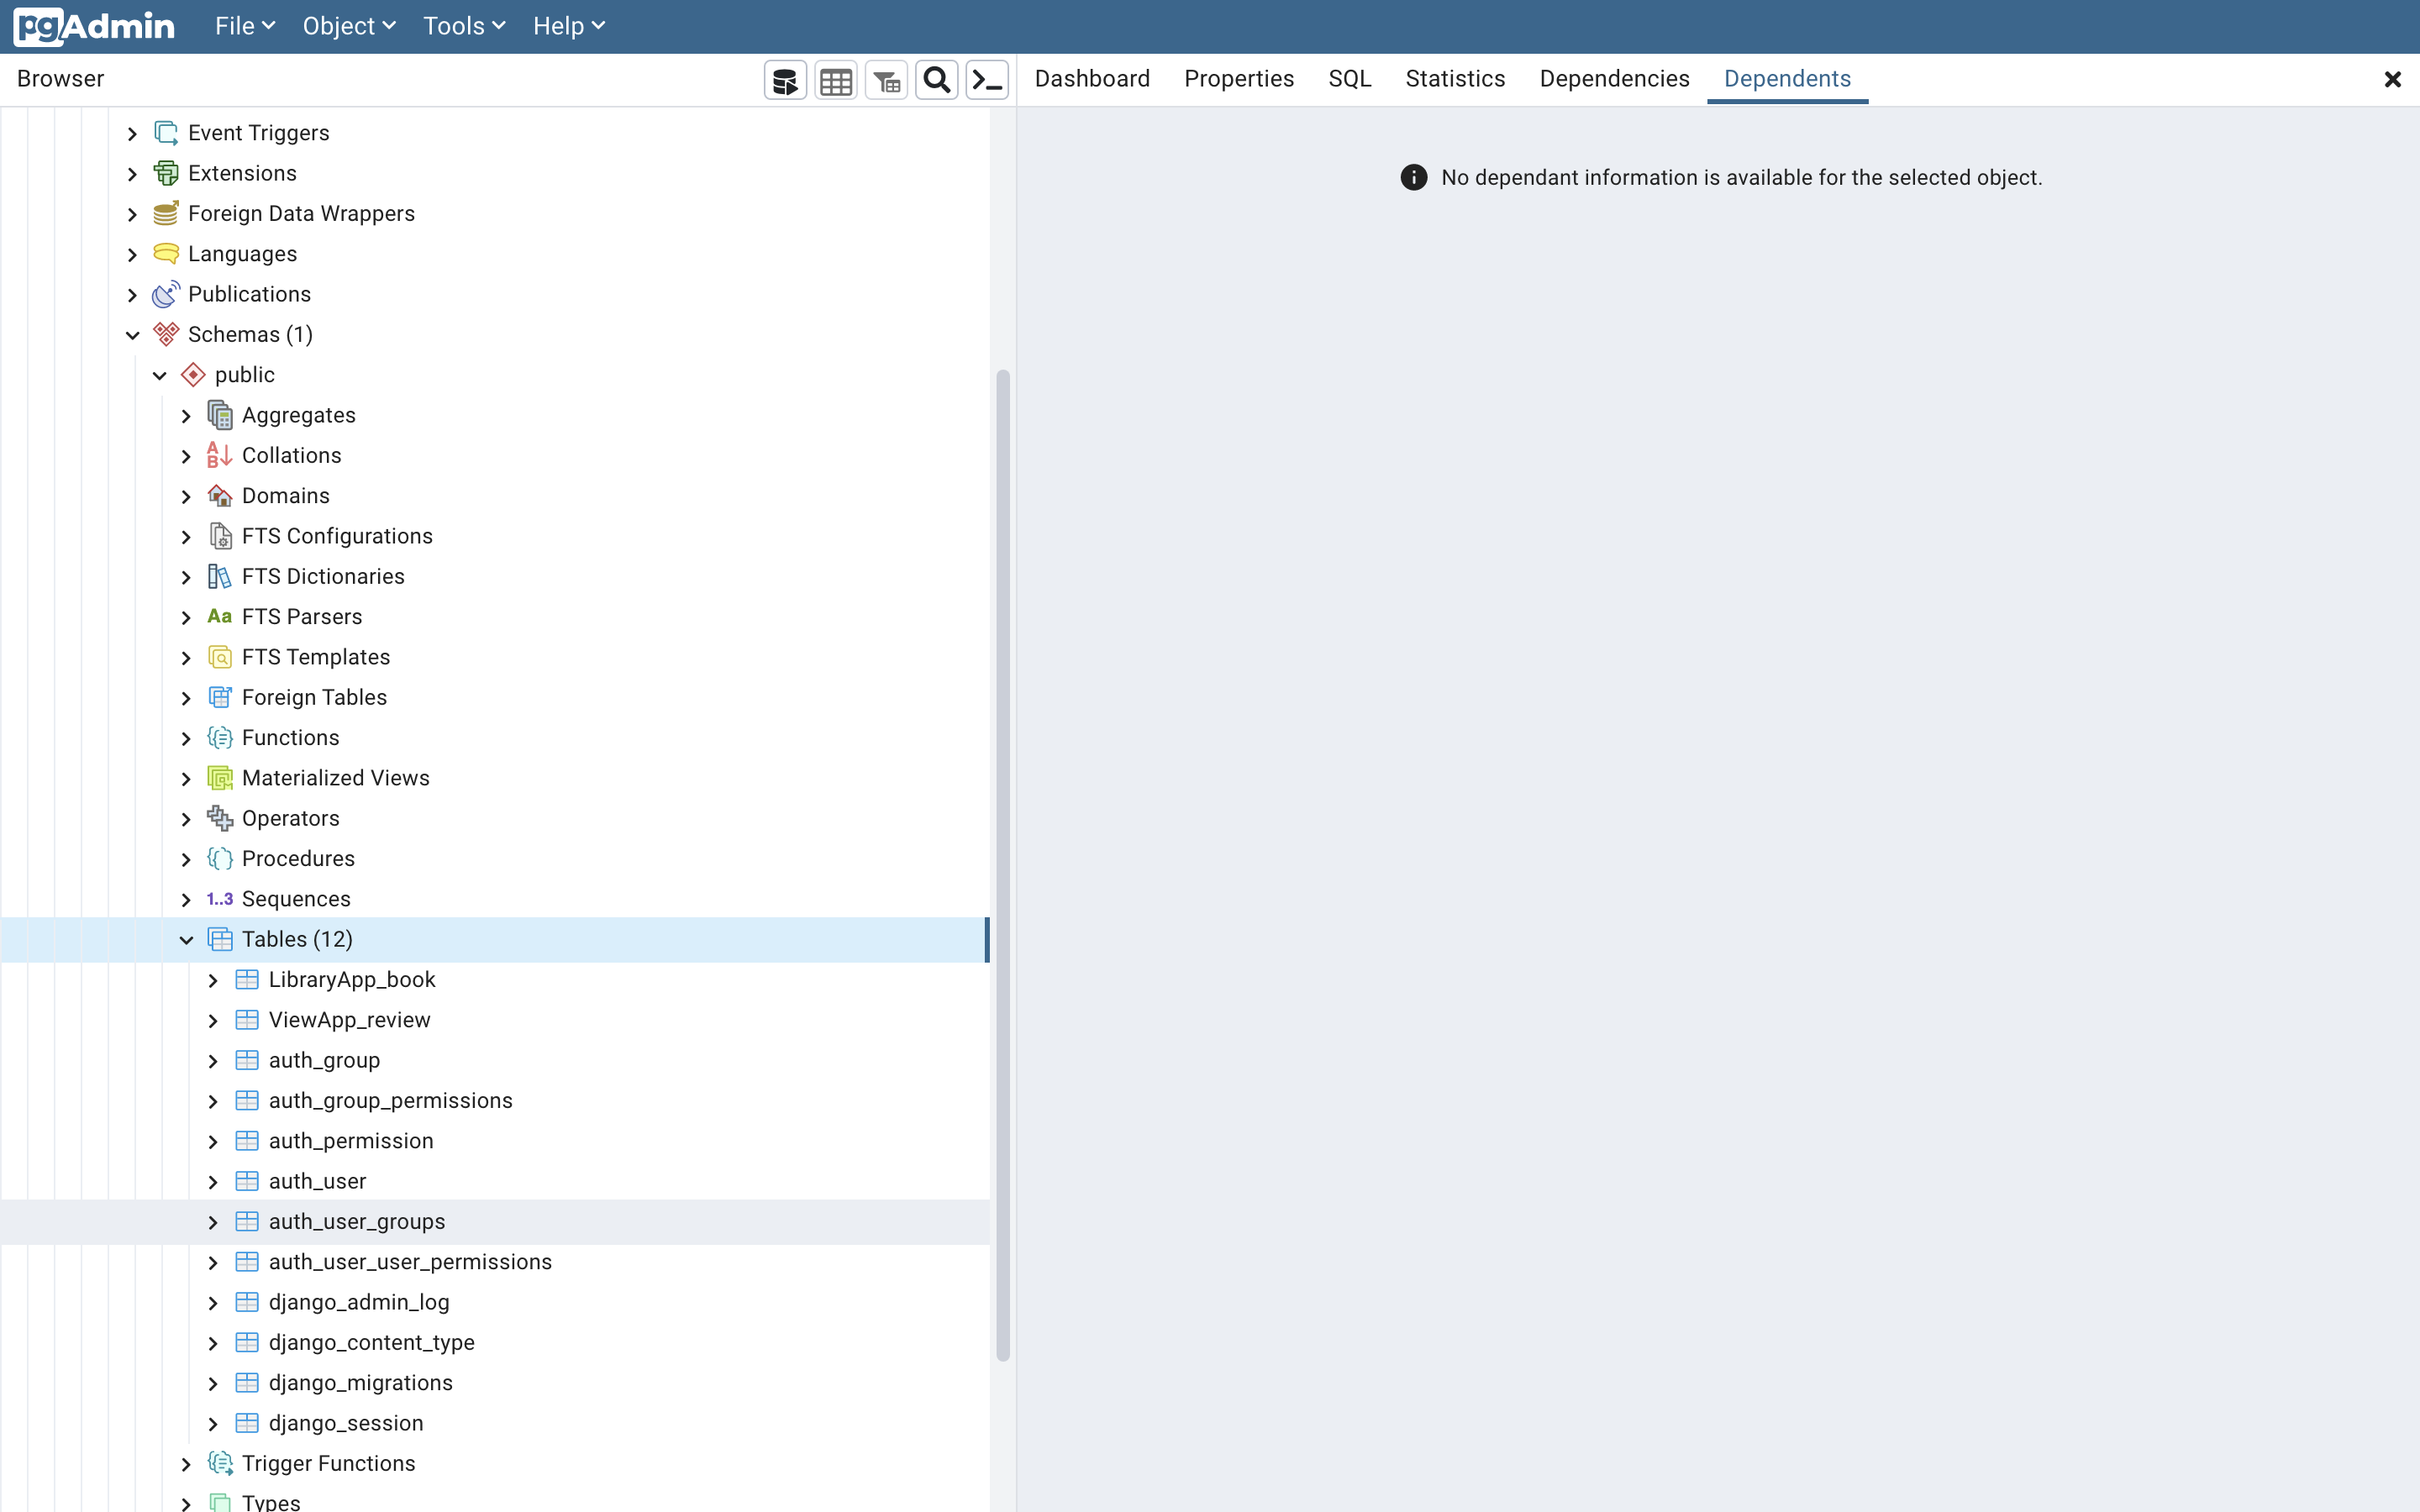 pgAdmin File Object Tools Help
Browser
Dashboard Properties SQL Statistics Dependencies Dependents
No dependant information is available for the selected object.
Event Triggers
Extensions
Foreign Data Wrappers
Languages
Publications
Schemas (1)
public
Aggregates
Collations
Domains
FTS Configurations
FTS Dictionaries
Aa FTS Parsers
FTS Templates
Foreign Tables
Functions
Materialized Views
Operators
Procedures
1..3 Sequences
Tables (12)
LibraryApp_book
ViewApp_review
auth_group
auth_group_permissions
auth_permission
auth_user
auth_user_groups
auth_user_user_permissions
django_admin_log
django_content_type
django_migrations
django_session
Trigger Functions
Types